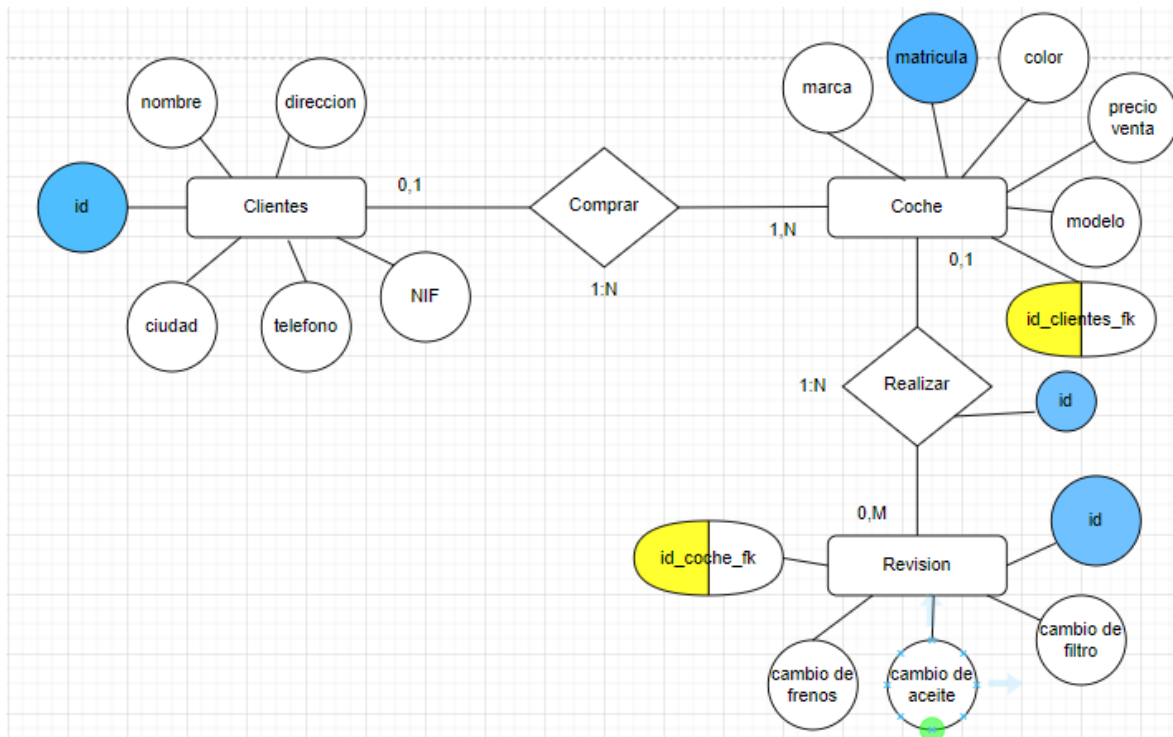 matricula
color
marca
precio
venta
nombre
direccion
id
Clientes
0,1
Comprar
1:N
1,N
Coche
modelo
0,1
ciudad
telefono
NIF
id_clientes_fk
1:N
Realizar
id
0,M
id
id_coche_fk
Revision
cambio de
frenos
cambio de
aceite
cambio de
filtro